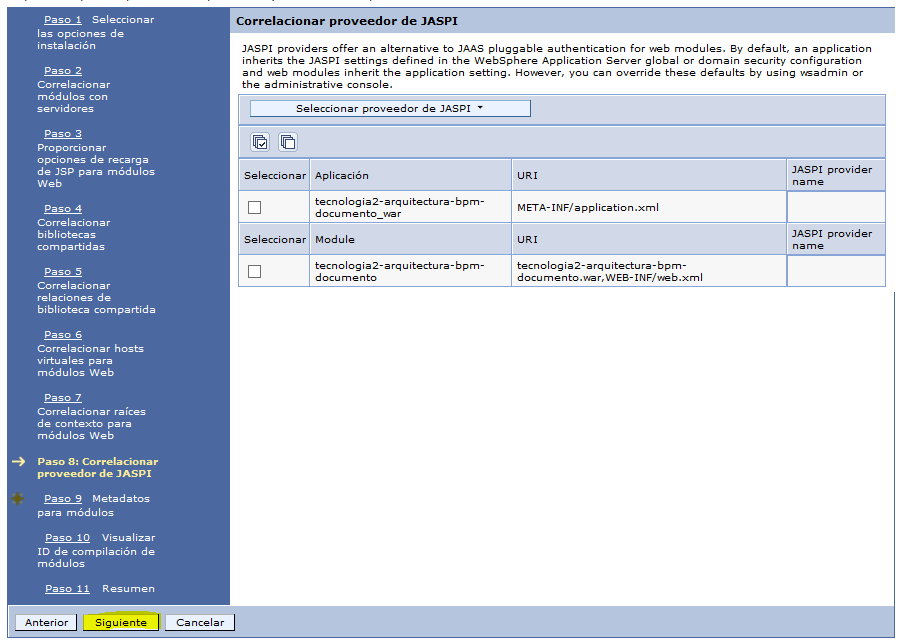 Paso 1 Seleccionar
las opciones de
instalación
Paso 2
Correlacionar
módulos con
servidores
Paso 3
Proporcionar
opciones de recarga
de JSP para módulos
Web
Paso 4
Correlacionar
bibliotecas
compartidas
Paso 5
Correlacionar
relaciones de
biblioteca compartida
Paso 6
Correlacionar hosts
virtuales para
módulos Web
Paso 7
Correlacionar raíces
de contexto para
módulos Web
Paso 8: Correlacionar
proveedor de JASPI
Paso 9 Metadatos
para módulos
Paso 10 Visualizar
ID de compilación de
módulos
Paso 11 Resumen
Correlacionar proveedor de JASPI
JASPI providers offer an alternative to JAAS pluggable authentication for web modules. By default, an application
inherits the JASPI settings defined in the WebSphere Application Server global or domain security configuration
and web modules inherit the application setting. However, you can override these defaults by using wsadmin or
the administrative console.
Seleccionar proveedor de JASPI
Seleccionar Aplicación URI JASPI provider
name
tecnologia2-arquitectura-bpm-
documento_war META-INF/application.xml
Seleccionar Module URI JASPI provider
name
tecnologia2-arquitectura-bpm- tecnologia2-arquitectura-bpm-
documento documento.war,WEB-INF/web.xml
Anterior Siguiente Cancelar